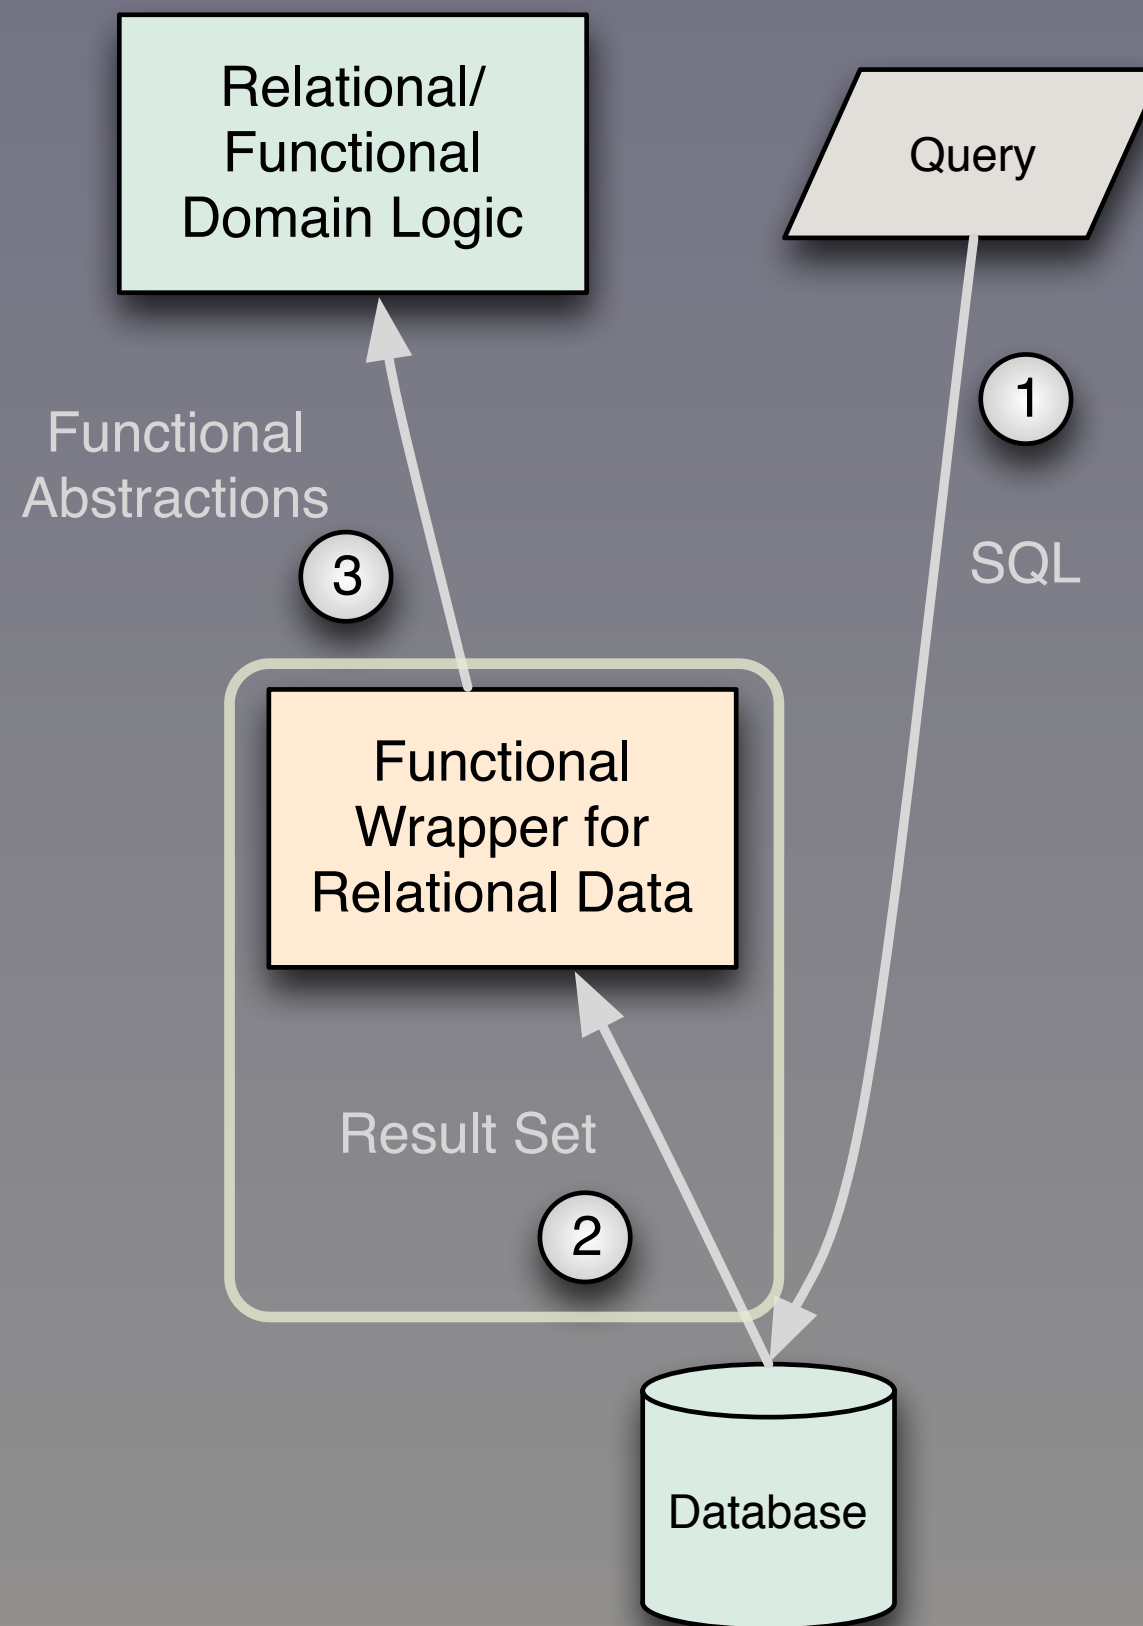 Relational/
Functional
Domain Logic
Query
1
Functional
Abstractions
3
SQL
Functional
Wrapper for
Relational Data
Result Set
2
Database